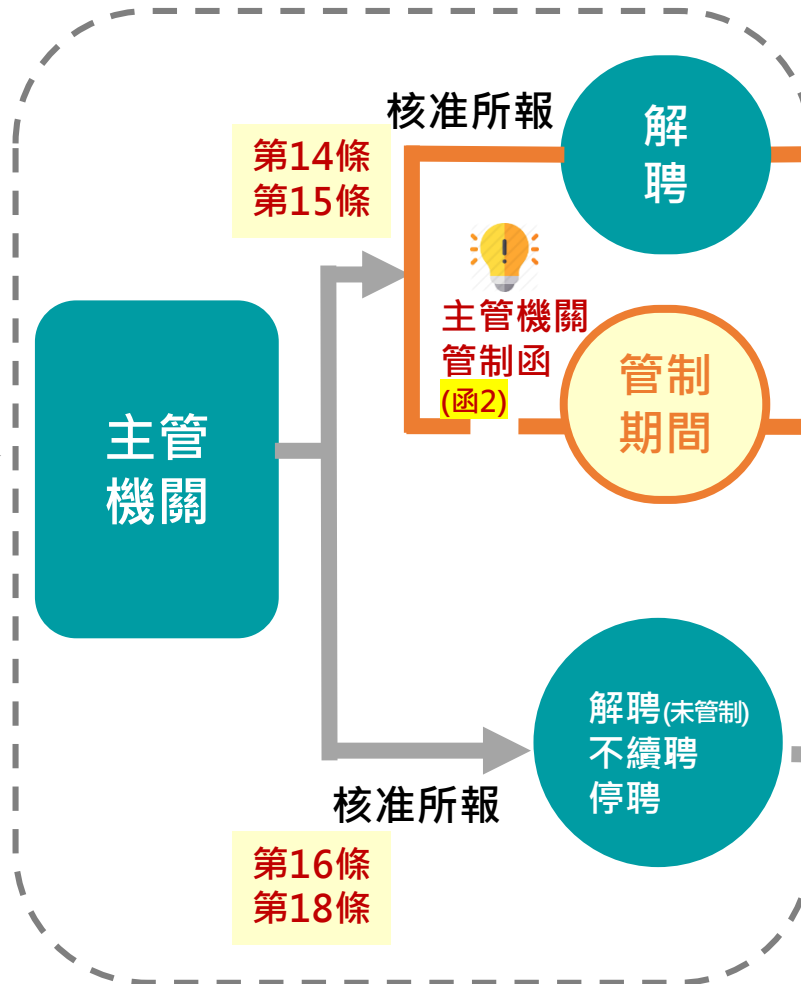 核准所報
第14條
第15條
解
聘
主管機關
管制函
(函2)
管制
期間
主管
機關
解聘(未管制)
不續聘
停聘
核准所報
第16條
第18條